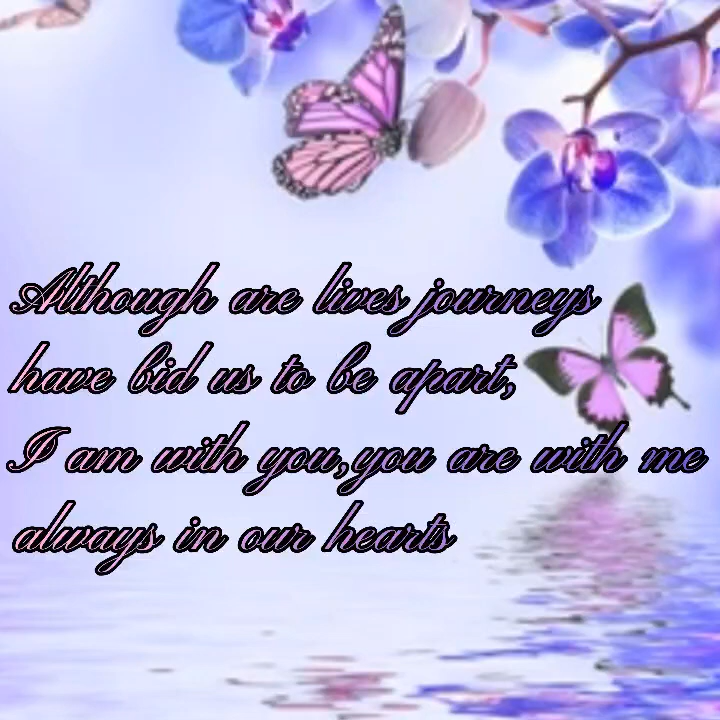 Although are lives journeys
have bid us to be apart,
I am with you,you are with me
always in our hearts